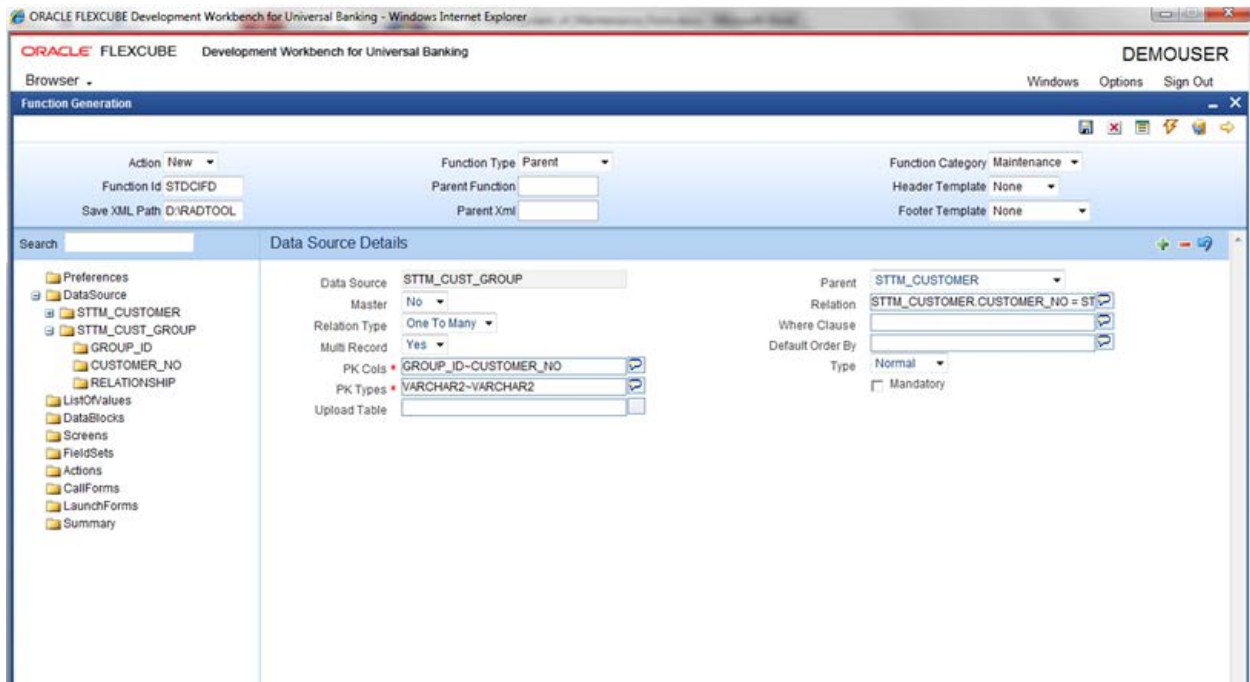 ORACLE FLEXCUBE Development Workbench for Universal Banking - Windows Internet Explorer
ORACLE FLEXCUBE Development Workbench for Universal Banking
DEMOUSER
Browser
Windows Options Sign Out
Function Generation
Action New Function Type Parent Function Category Maintenance
Function Id STDCIFD Parent Function Header Template None
Save XML Path D:\RADTOOL Parent Xml Footer Template None
Search
Data Source Details
Preferences
DataSource
STTM_CUSTOMER
STTM_CUST_GROUP
GROUP_ID
CUSTOMER_NO
RELATIONSHIP
ListOfValues
DataBlocks
Screens
FieldSets
Actions
CallForms
LaunchForms
Summary
Data Source STTM_CUST_GROUP Parent STTM_CUSTOMER
Master No Relation STTM_CUSTOMER.CUSTOMER_NO = ST
Relation Type One To Many Where Clause
Multi Record Yes Default Order By
PK Cols * GROUP_ID~CUSTOMER_NO Type Normal
PK Types * VARCHAR2~VARCHAR2 Mandatory
Upload Table